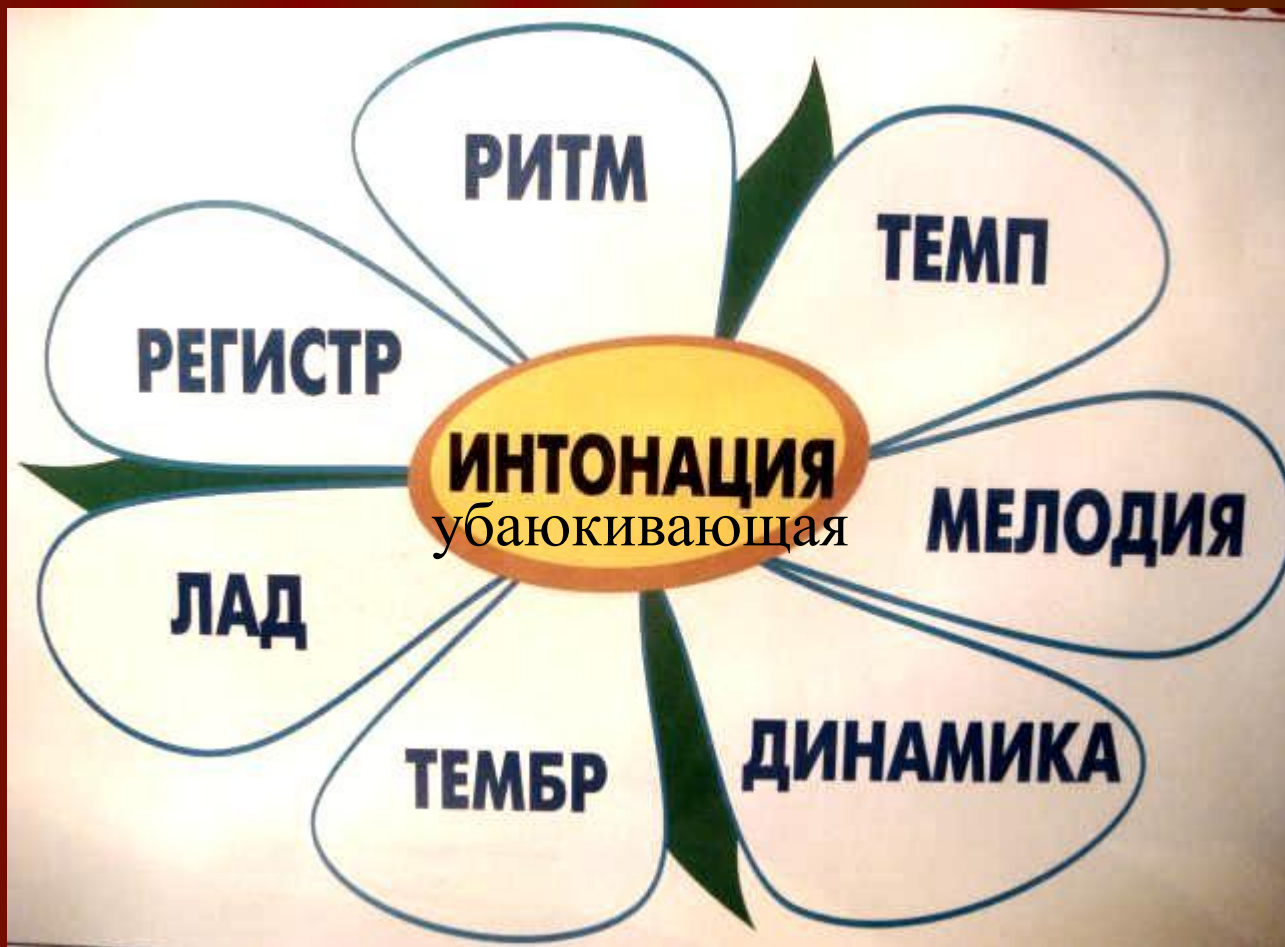 РИТМ
ТЕМП
РЕГИСТР
ИНТОНАЦИЯ
убаюкивающая
МЕЛОДИЯ
ЛАД
ТЕМБР
ДИНАМИКА